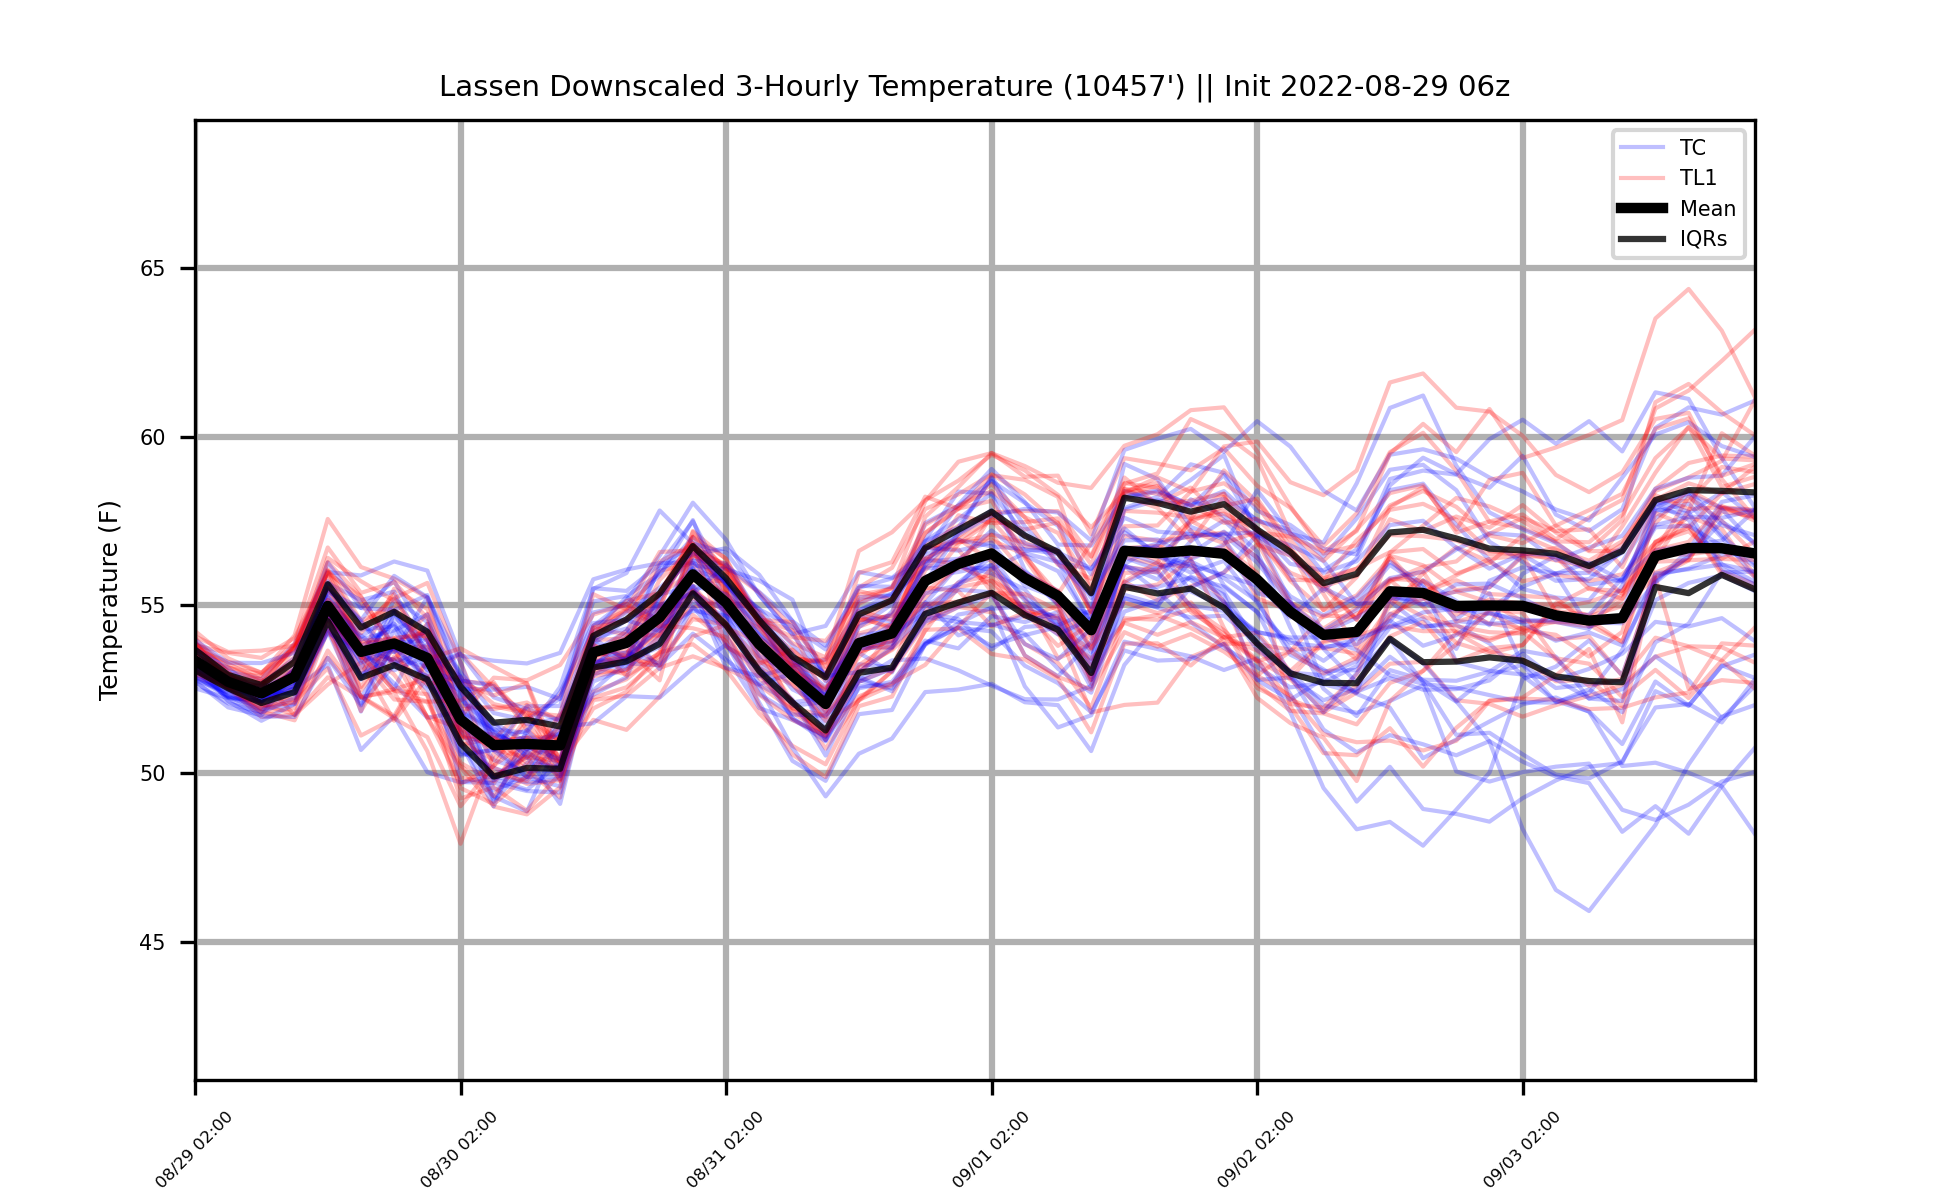 Lassen Downscaled 3-Hourly Temperature (10457') || Init 2022-08-29 06z
TC
TL1
Mean
IQRs
Temperature (F)
65
60
55
50
45
08/29 02:00
08/30 02:00
08/31 02:00
09/01 02:00
09/02 02:00
09/03 02:00